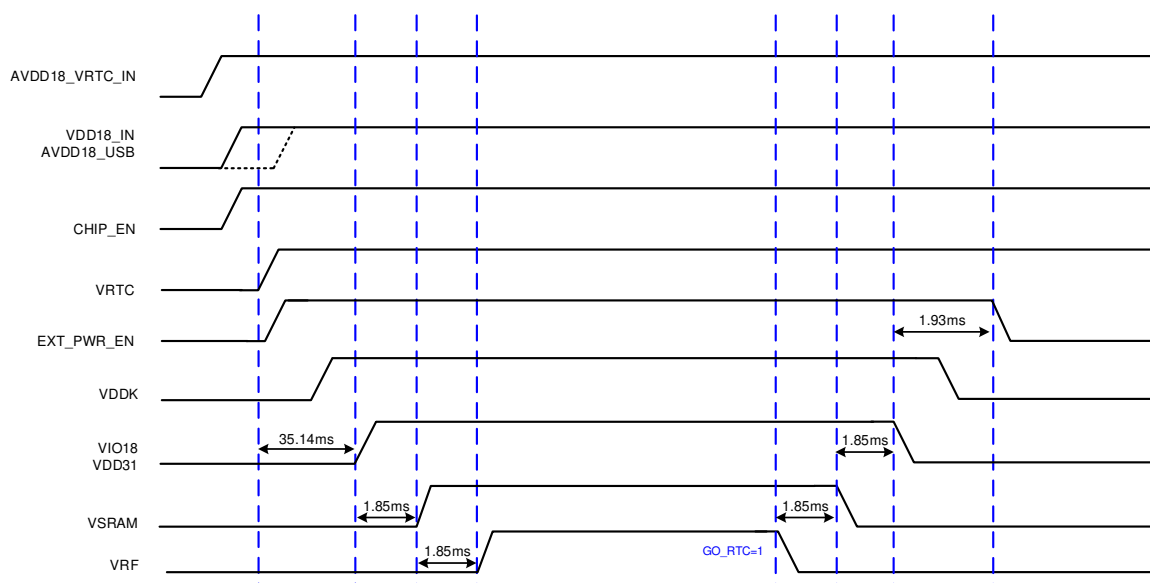 AVDD18_VRTC_IN
VDD18_IN
AVDD18_USB
CHIP_EN
VRTC
EXT_PWR_EN
1.93ms
VDDK
VIO18
VDD31
35.14ms
1.85ms
VSRAM
1.85ms
1.85ms
VRF
1.85ms
GO_RTC=1